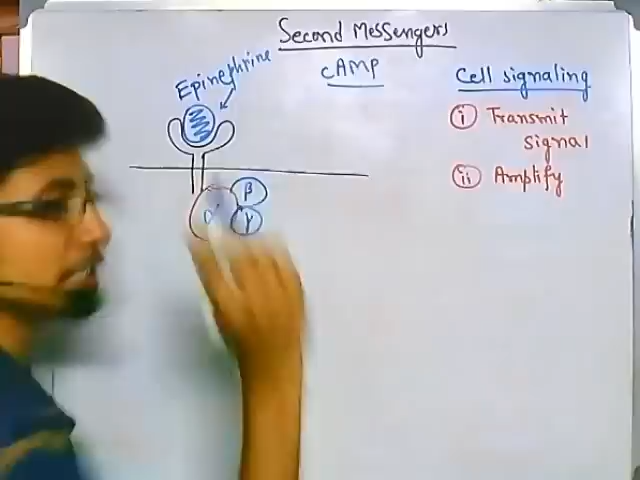 Second Messengers
cAMP
Epinephrine
Cell signaling
i Transmit
signal
ii Amplify
α
β
γ